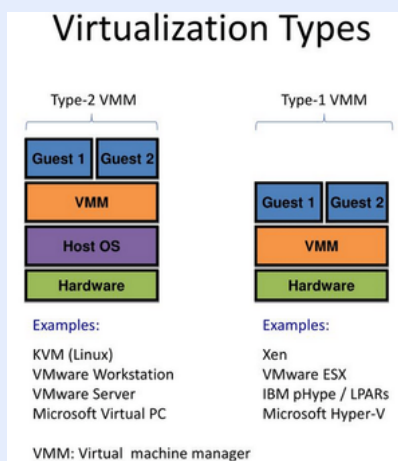 Virtualization Types
Type-2 VMM
Guest 1 Guest 2
VMM
Host OS
Hardware
Examples:
KVM (Linux)
VMware Workstation
VMware Server
Microsoft Virtual PC
Type-1 VMM
Guest 1 Guest 2
VMM
Hardware
Examples:
Xen
VMware ESX
IBM pHype / LPARs
Microsoft Hyper-V
VMM: Virtual machine manager